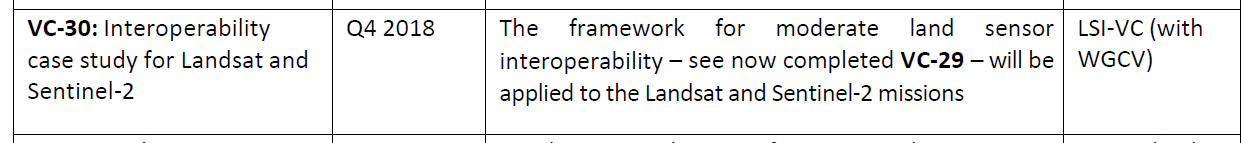 VC-30: Interoperability
case study for Landsat and
Sentinel-2
Q4 2018
The framework for moderate land sensor
interoperability – see now completed VC-29 – will be
applied to the Landsat and Sentinel-2 missions
LSI-VC (with
WGCV)